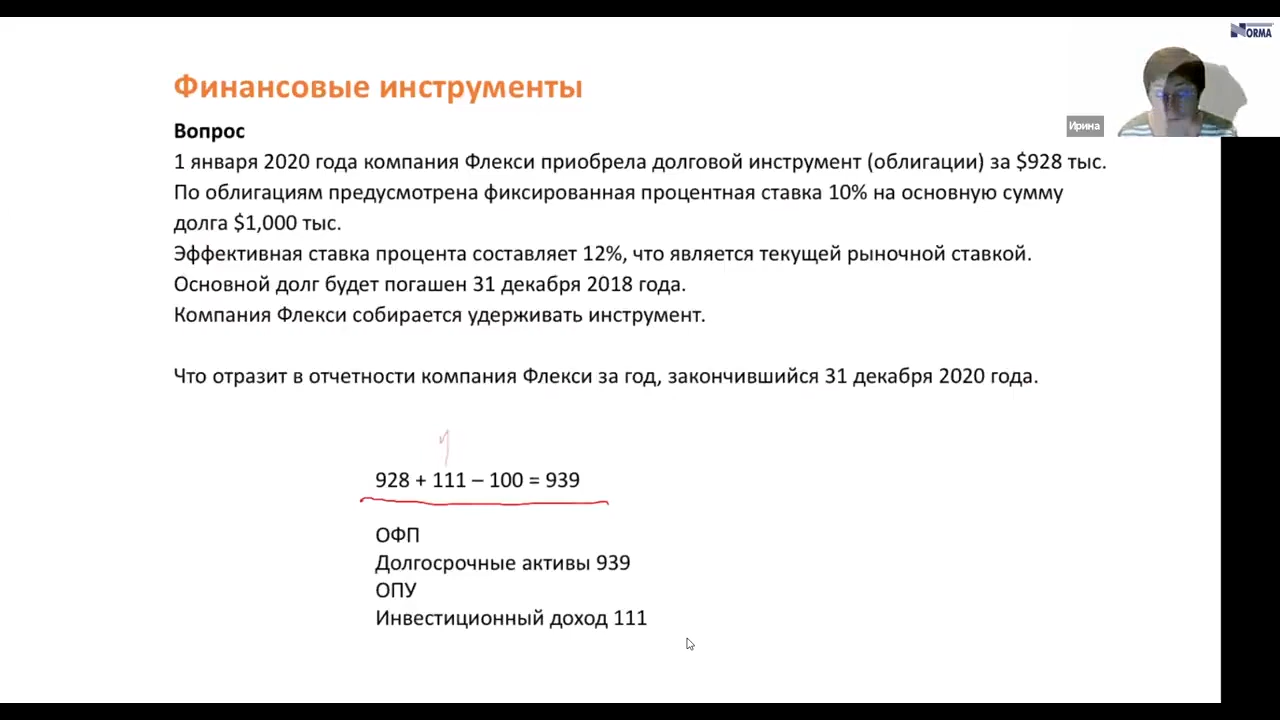 NORMA
Ирина
Финансовые инструменты
Вопрос
1 января 2020 года компания Флекси приобрела долговой инструмент (облигации) за $928 тыс.
По облигациям предусмотрена фиксированная процентная ставка 10% на основную сумму
долга $1,000 тыс.
Эффективная ставка процента составляет 12%, что является текущей рыночной ставкой.
Основной долг будет погашен 31 декабря 2018 года.
Компания Флекси собирается удерживать инструмент.
Что отразит в отчетности компания Флекси за год, закончившийся 31 декабря 2020 года.
928 + 111 – 100 = 939
ОФП
Долгосрочные активы 939
ОПУ
Инвестиционный доход 111